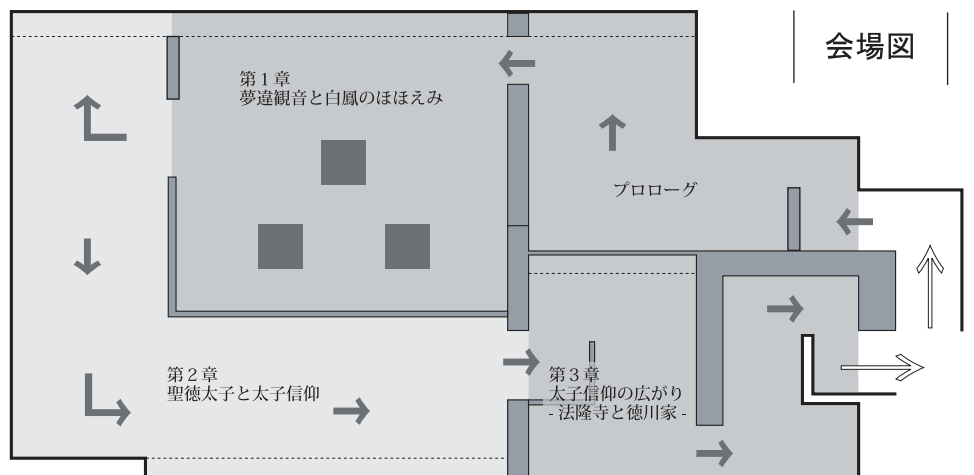 会場図
第１章
夢違観音と白鳳のほほえみ
プロローグ
第２章
聖徳太子と太子信仰
第３章
太子信仰の広がり
- 法隆寺と徳川家 -